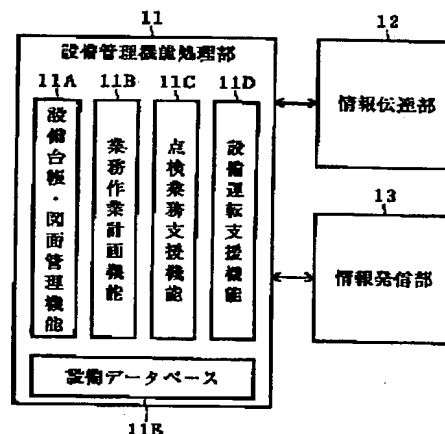 11
設備管理機能処理部
11A
11B
11C
11D
設備台帳・図面管理機能
業務作業計画機能
点検業務支援機能
設備運転支援機能
設備データベース
11E
12
情報伝達部
13
情報発信部